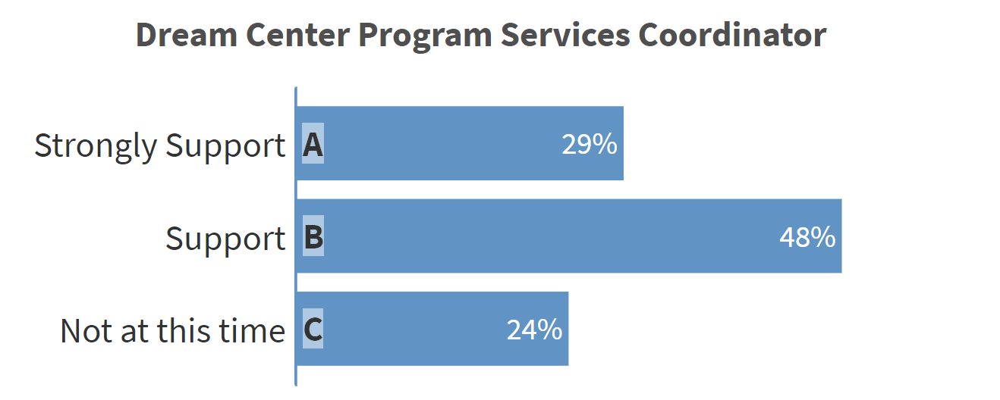 Dream Center Program Services Coordinator
Strongly Support A 29%
Support B 48%
Not at this time C 24%